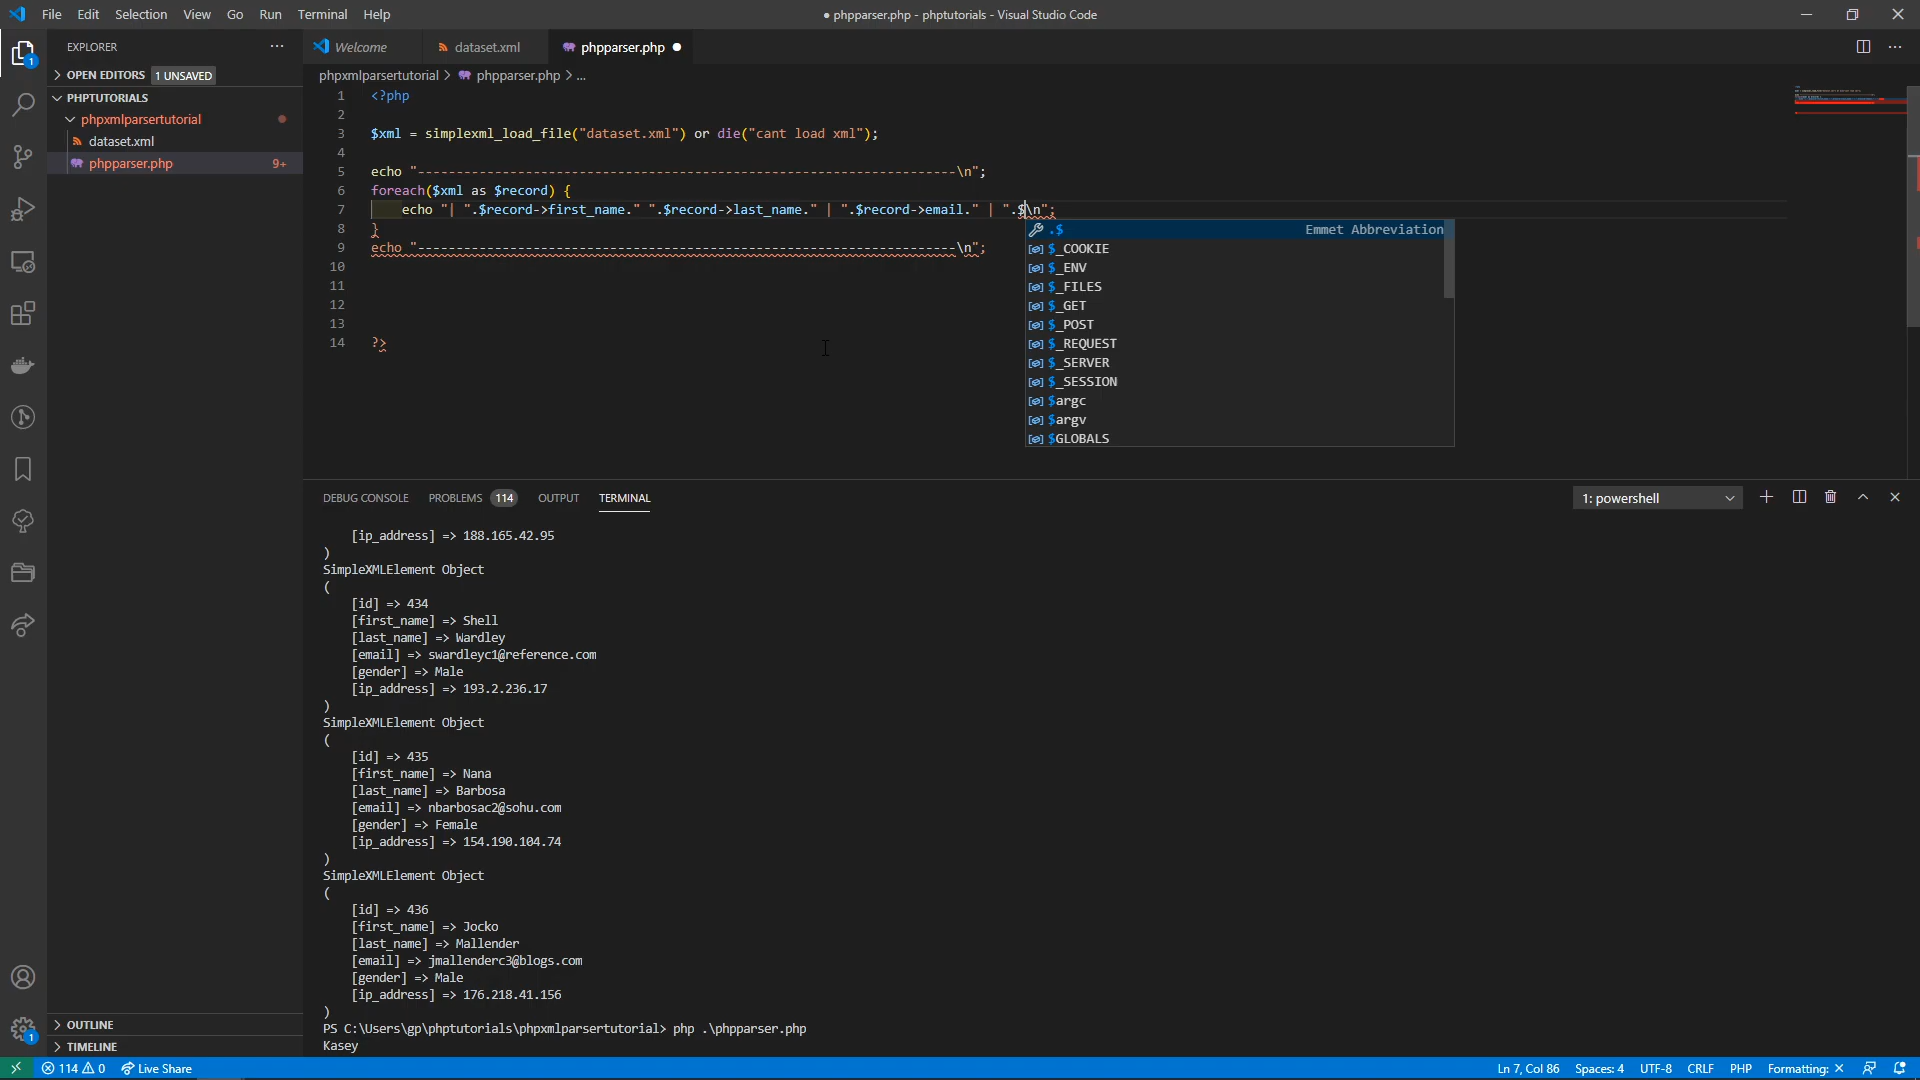 File Edit Selection View Go Run Terminal Help
● phpparser.php - phptutorials - Visual Studio Code
EXPLORER
OPEN EDITORS 1 UNSAVED
PHPTUTORIALS
phpxmlparsertutorial
dataset.xml
phpparser.php 9+
OUTLINE
TIMELINE
Welcome dataset.xml phpparser.php
phpxmlparsertutorial > phpparser.php > ...
1 <?php
2
3 $xml = simplexml_load_file("dataset.xml") or die("cant load xml");
4
5 echo "----------------------------------------------------------------------\n";
6 foreach($xml as $record) {
7 echo "| ".$record->first_name." ".$record->last_name." | ".$record->email." | ".$\n";
8 }
9 echo "----------------------------------------------------------------------\n";
10
11
12
13
14 ?>
.$ Emmet Abbreviation
$_COOKIE
$_ENV
$_FILES
$_GET
$_POST
$_REQUEST
$_SERVER
$_SESSION
$argc
$argv
$GLOBALS
DEBUG CONSOLE PROBLEMS 114 OUTPUT TERMINAL
1: powershell
[ip_address] => 188.165.42.95
)
SimpleXMLElement Object
(
[id] => 434
[first_name] => Shell
[last_name] => Wardley
[email] => swardleyc1@reference.com
[gender] => Male
[ip_address] => 193.2.236.17
)
SimpleXMLElement Object
(
[id] => 435
[first_name] => Nana
[last_name] => Barbosa
[email] => nbarbosac2@sohu.com
[gender] => Female
[ip_address] => 154.190.104.74
)
SimpleXMLElement Object
(
[id] => 436
[first_name] => Jocko
[last_name] => Mallender
[email] => jmallenderc3@blogs.com
[gender] => Male
[ip_address] => 176.218.41.156
)
PS C:\Users\gp\phptutorials\phpxmlparsertutorial> php .\phpparser.php
Kasey
1
1
114 0 Live Share
Ln 7, Col 86 Spaces: 4 UTF-8 CRLF PHP Formatting: ×